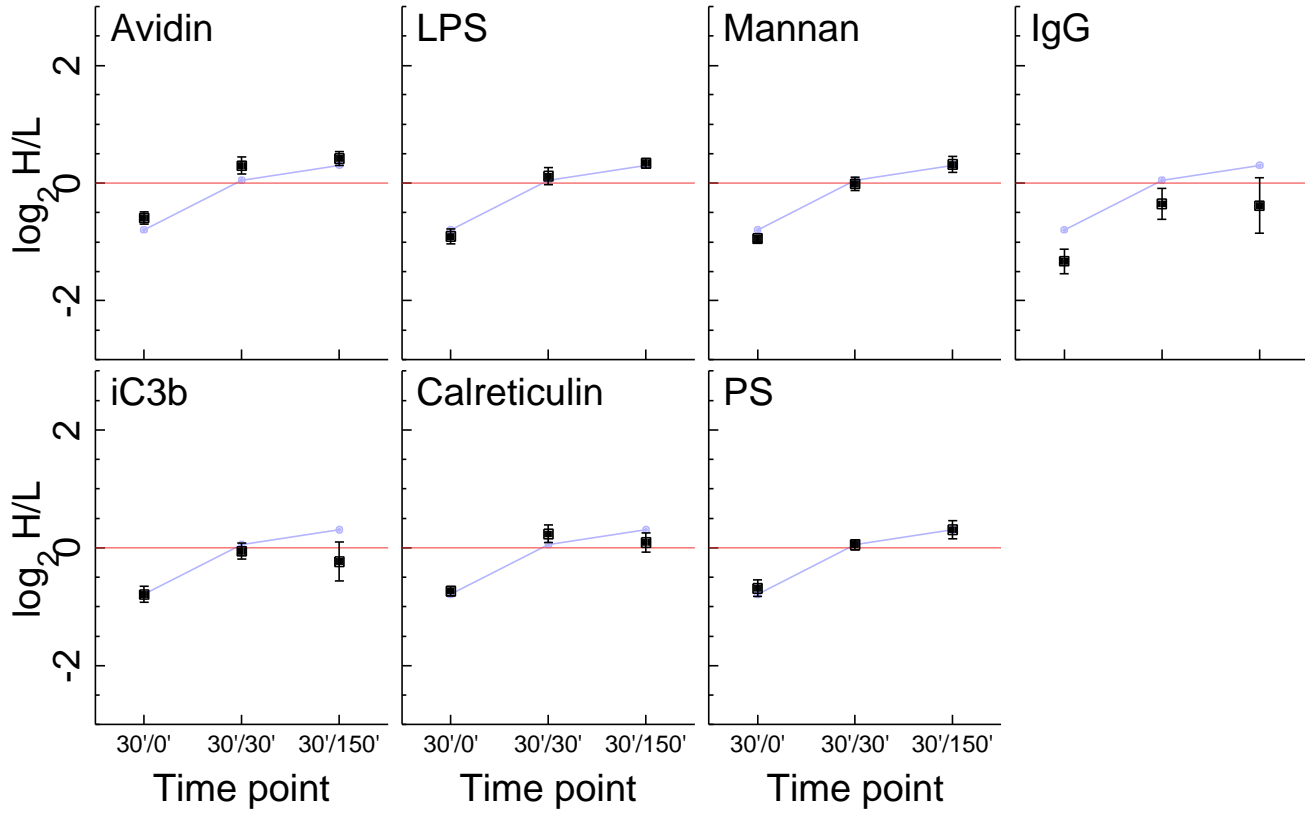 Avidin
LPS
Mannan
IgG
log2 H/L
2
0
-2
iC3b
Calreticulin
PS
log2 H/L
2
0
-2
30'/0' 30'/30' 30'/150'
30'/0' 30'/30' 30'/150'
30'/0' 30'/30' 30'/150'
Time point
Time point
Time point